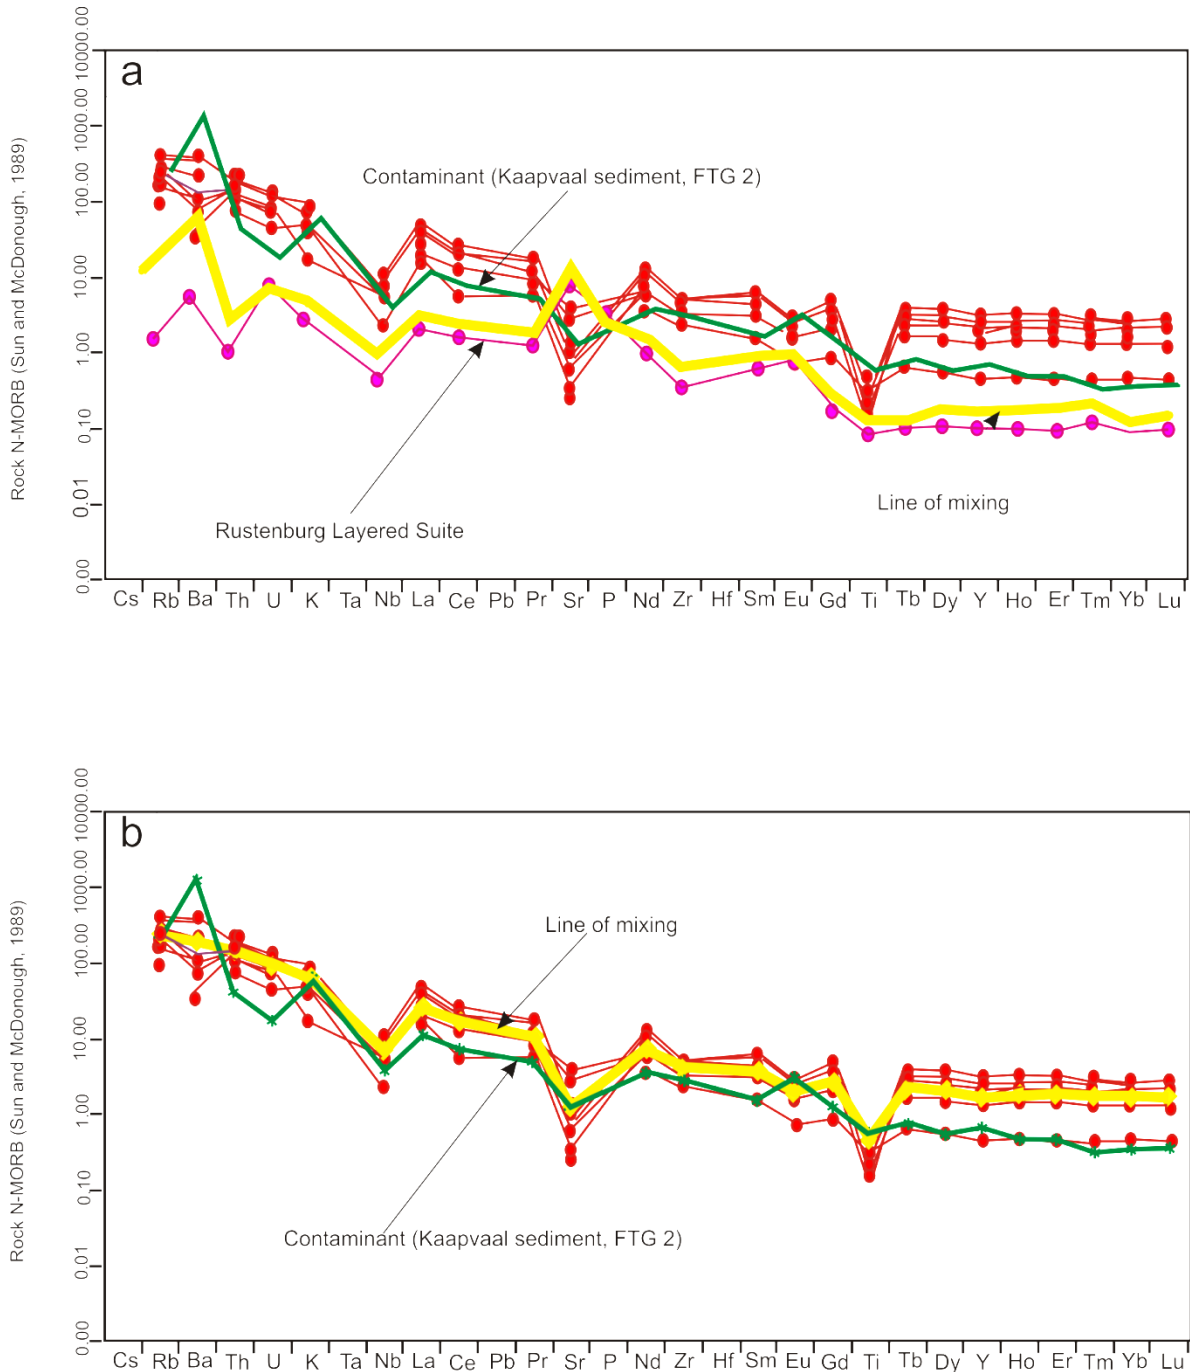 a
Rock N-MORB (Sun and McDonough, 1989)
10000.00
1000.00
100.00
10.00
1.00
0.10
0.01
0.00
Contaminant (Kaapvaal sediment, FTG 2)
Line of mixing
Rustenburg Layered Suite
Cs Rb Ba Th U K Ta Nb La Ce Pb Pr Sr P Nd Zr Hf Sm Eu Gd Ti Tb Dy Y Ho Er Tm Yb Lu
b
Rock N-MORB (Sun and McDonough, 1989)
10000.00
1000.00
100.00
10.00
1.00
0.10
0.01
0.00
Line of mixing
Contaminant (Kaapvaal sediment, FTG 2)
Cs Rb Ba Th U K Ta Nb La Ce Pb Pr Sr P Nd Zr Hf Sm Eu Gd Ti Tb Dy Y Ho Er Tm Yb Lu